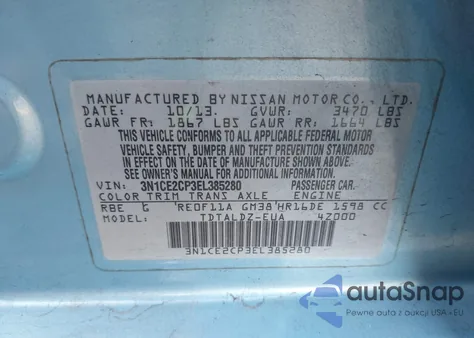 MANUFACTURED BY NISSAN MOTOR CO., LTD.
DATE: 10/13. GVWR: 3470 LBS
GAWR FR: 1867 LBS GAWR RR: 1664 LBS
THIS VEHICLE CONFORMS TO ALL APPLICABLE FEDERAL MOTOR
VEHICLE SAFETY, BUMPER, AND THEFT PREVENTION STANDARDS
IN EFFECT ON THE DATE OF MANUFACTURE SHOWN ABOVE.
SEE OWNER'S MANUAL FOR ADDITIONAL INFORMATION.
VIN: 3N1CE2CP3EL385280 PASSENGER CAR
COLOR TRIM TRANS AXLE ENGINE
RBE G RE0F11A GM38 HR16DE 1598 CC
MODEL: TDTALDZ-EUA 4Z000
3N1CE2CP3EL385280
autoSnap
Pewne auta z aukcji USA i EU